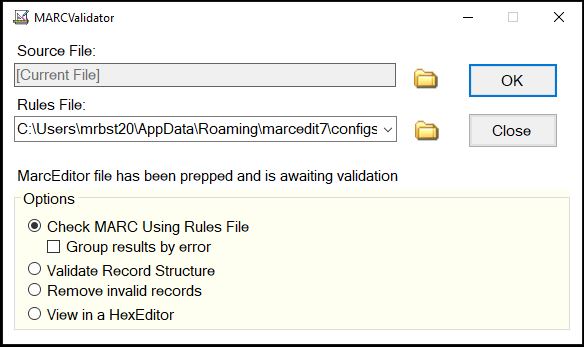 MARCValidator
Source File:
[Current File]
OK
Rules File:
C:\Users\mrbst20\AppData\Roaming\marcedit7\configs
Close
MarcEditor file has been prepped and is awaiting validation
Options
Check MARC Using Rules File
Group results by error
Validate Record Structure
Remove invalid records
View in a HexEditor